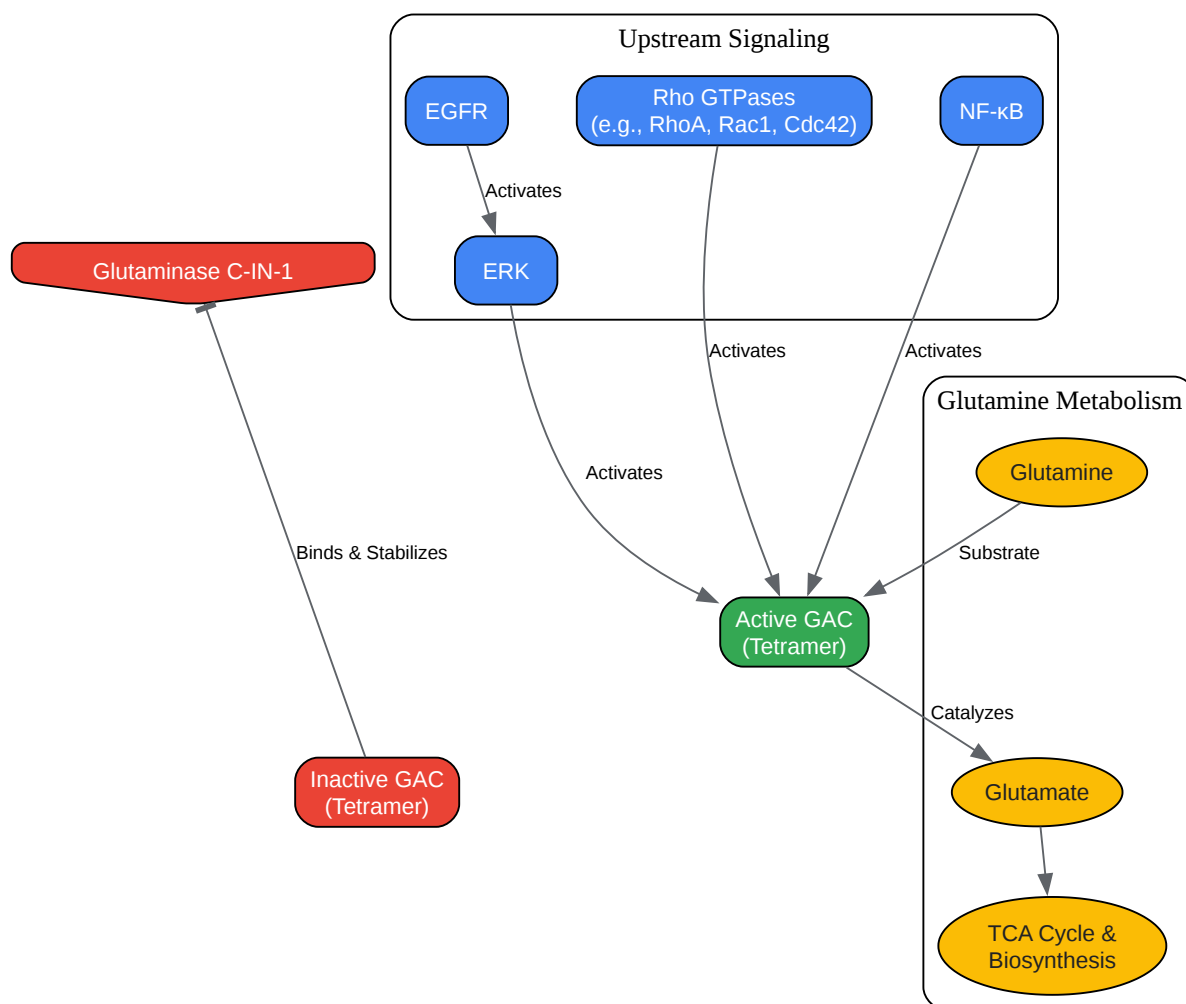 Upstream Signaling
EGFR
Rho GTPases
(e.g., RhoA, Rac1, Cdc42)
NF-κB
Activates
Glutaminase C-IN-1
ERK
Activates
Activates
Glutamine Metabolism
Activates
Glutamine
Binds & Stabilizes
Substrate
Active GAC
(Tetramer)
Catalyzes
Inactive GAC
(Tetramer)
Glutamate
TCA Cycle &
Biosynthesis